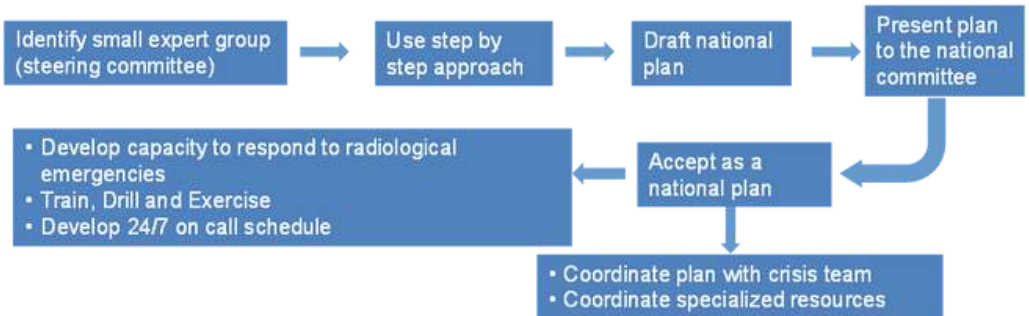 Identify small expert group
(steering committee)
Use step by
step approach
Draft national
plan
Present plan
to the national
committee
• Develop capacity to respond to radiological
emergencies
• Train, Drill and Exercise
• Develop 24/7 on call schedule
Accept as a
national plan
• Coordinate plan with crisis team
• Coordinate specialized resources